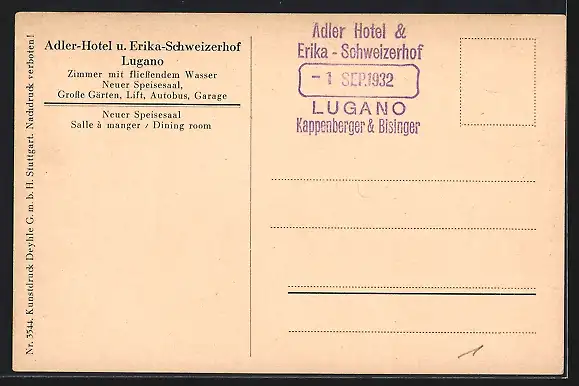 Adler-Hotel u. Erika-Schweizerhof
Lugano
Zimmer mit fließendem Wasser
Neuer Speisesaal,
Große Gärten, Lift, Autobus, Garage
Neuer Speisesaal
Salle à manger / Dining room
Nr. 3544. Kunstdruck Deyhle G. m. b. H. Stuttgart. Nachdruck verboten!
Adler Hotel &
Erika - Schweizerhof
- 1 SEP.1932
LUGANO
Kappenberger & Bisinger